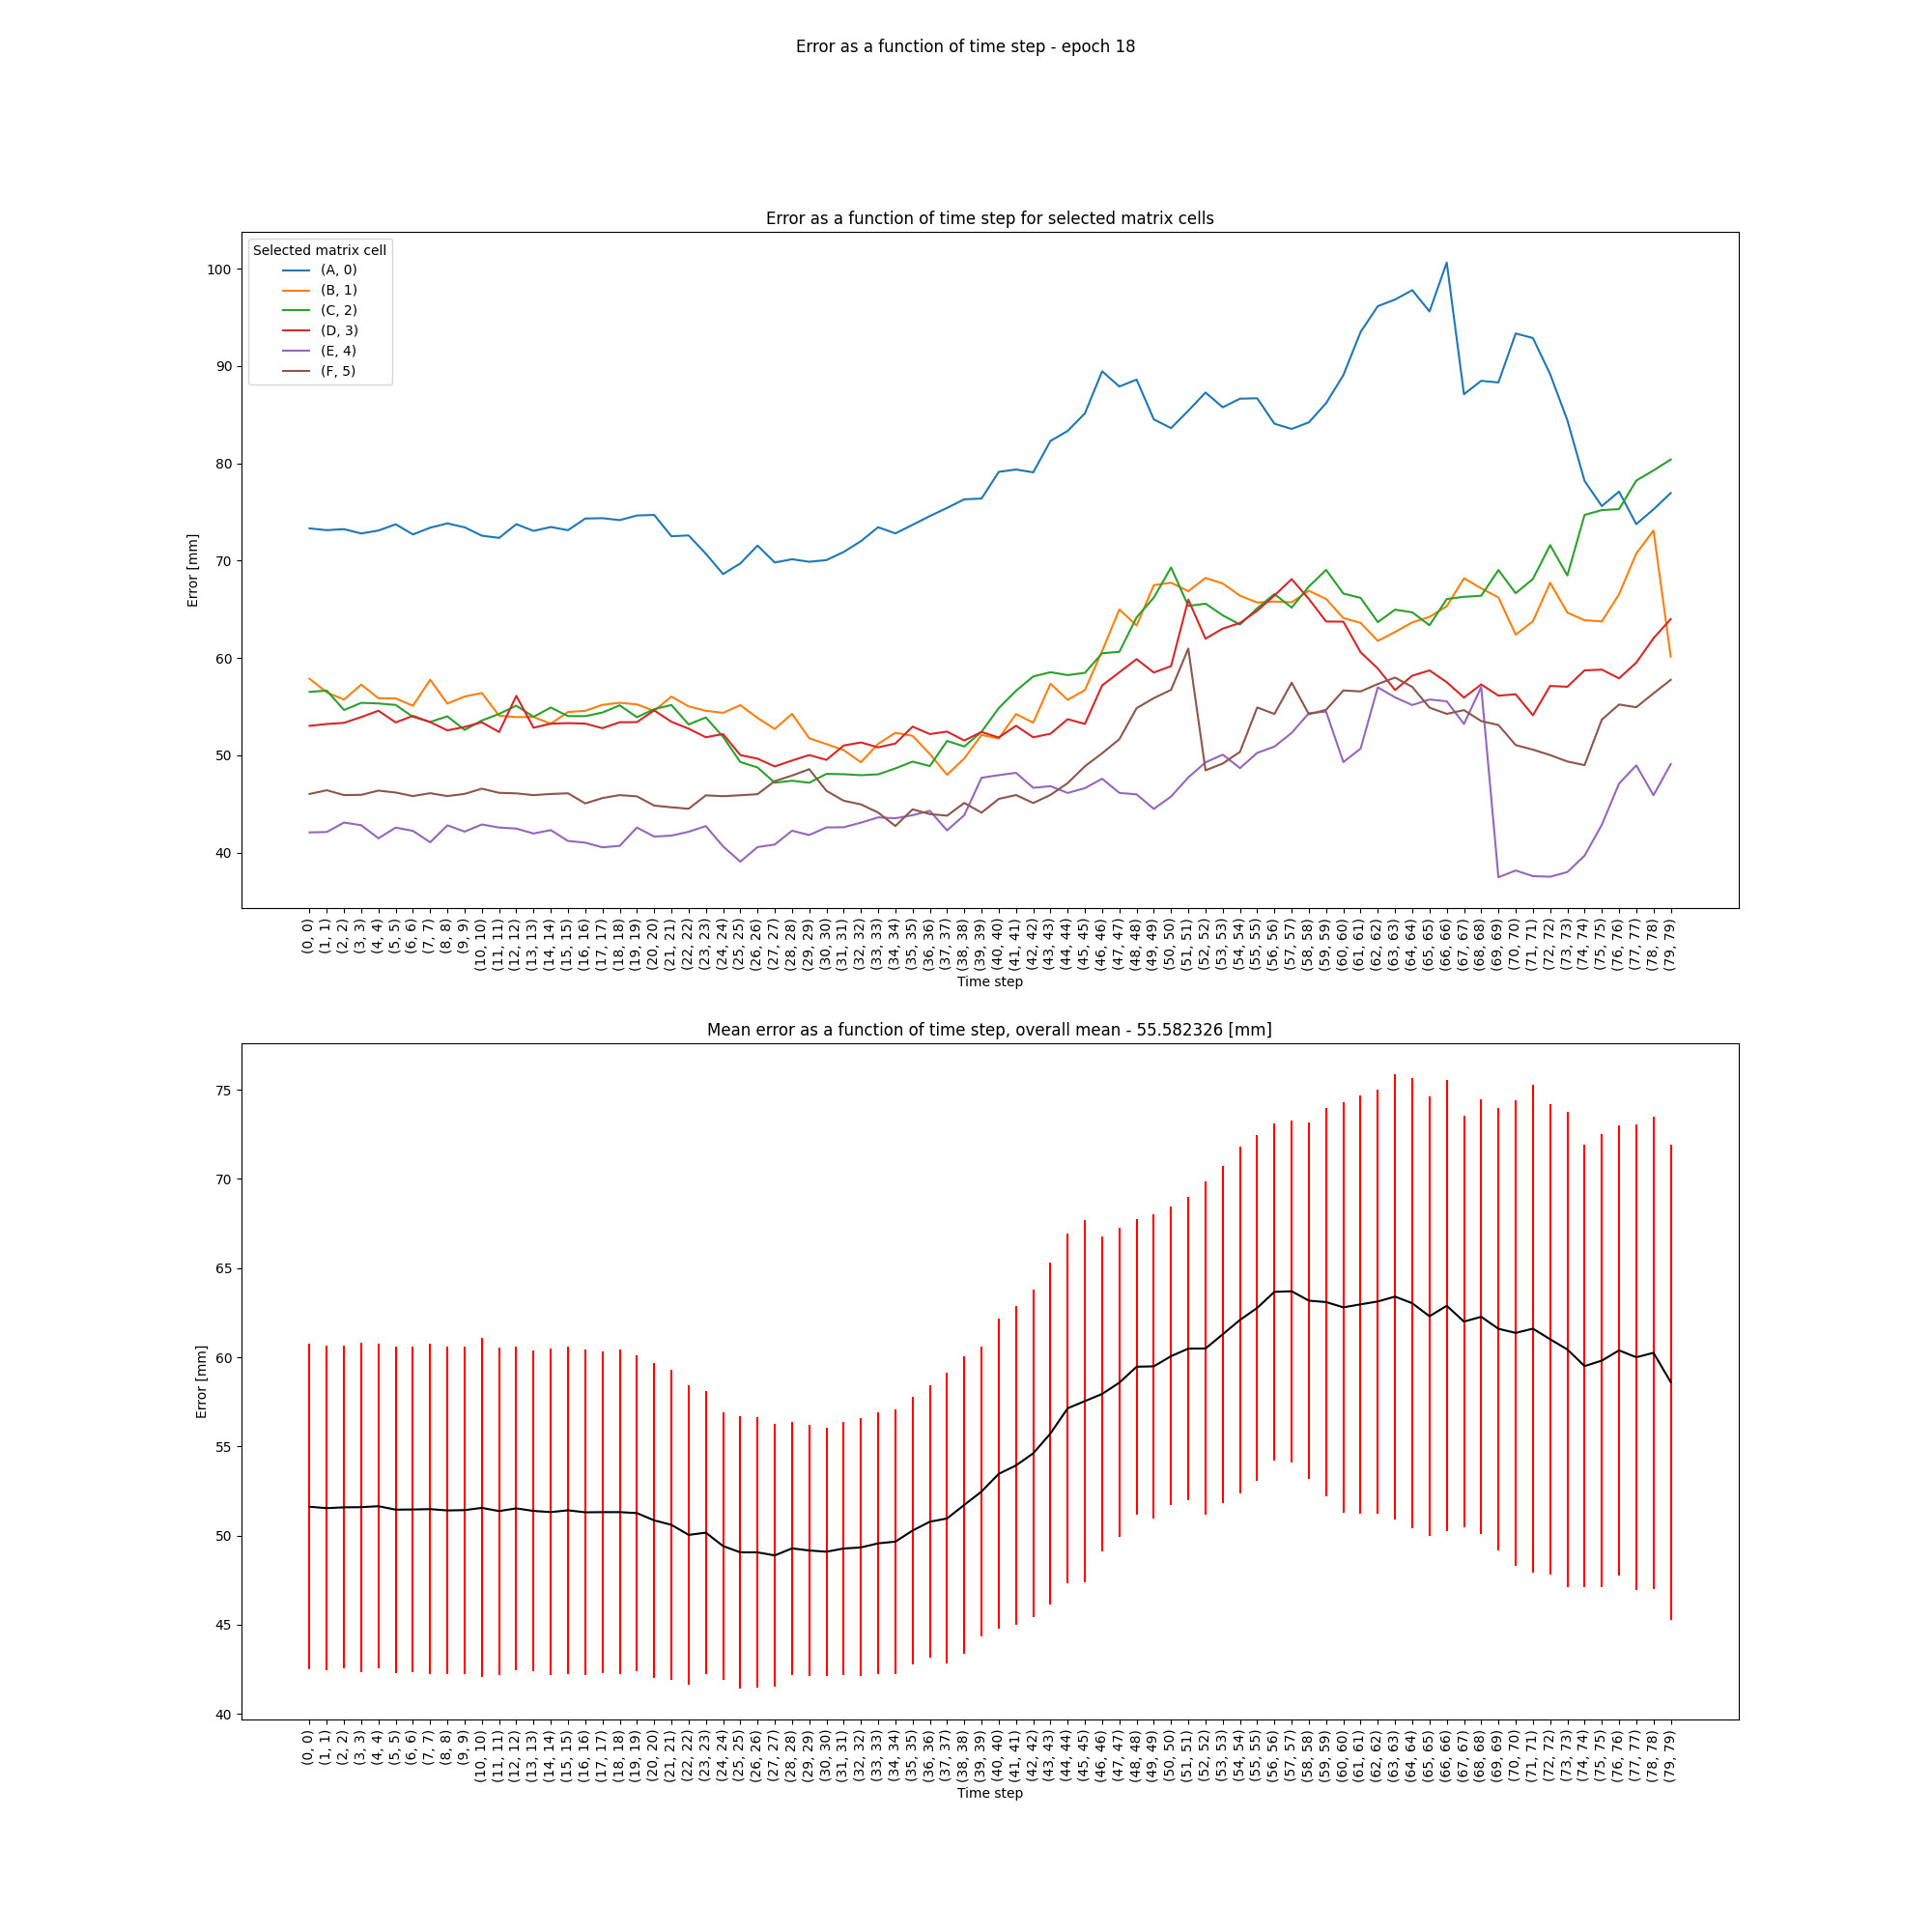 Error as a function of time step - epoch 18
Error as a function of time step for selected matrix cells
Selected matrix cell
(A, 0)
(B, 1)
(C, 2)
(D, 3)
(E, 4)
(F, 5)
100
90
80
70
60
50
40
Error [mm]
(0, 0) (1, 1) (2, 2) (3, 3) (4, 4) (5, 5) (6, 6) (7, 7) (8, 8) (9, 9) (10, 10) (11, 11) (12, 12) (13, 13) (14, 14) (15, 15) (16, 16) (17, 17) (18, 18) (19, 19) (20, 20) (21, 21) (22, 22) (23, 23) (24, 24) (25, 25) (26, 26) (27, 27) (28, 28) (29, 29) (30, 30) (31, 31) (32, 32) (33, 33) (34, 34) (35, 35) (36, 36) (37, 37) (38, 38) (39, 39) (40, 40) (41, 41) (42, 42) (43, 43) (44, 44) (45, 45) (46, 46) (47, 47) (48, 48) (49, 49) (50, 50) (51, 51) (52, 52) (53, 53) (54, 54) (55, 55) (56, 56) (57, 57) (58, 58) (59, 59) (60, 60) (61, 61) (62, 62) (63, 63) (64, 64) (65, 65) (66, 66) (67, 67) (68, 68) (69, 69) (70, 70) (71, 71) (72, 72) (73, 73) (74, 74) (75, 75) (76, 76) (77, 77) (78, 78) (79, 79)
Time step
Mean error as a function of time step, overall mean - 55.582326 [mm]
75
70
65
60
55
50
45
40
Error [mm]
(0, 0) (1, 1) (2, 2) (3, 3) (4, 4) (5, 5) (6, 6) (7, 7) (8, 8) (9, 9) (10, 10) (11, 11) (12, 12) (13, 13) (14, 14) (15, 15) (16, 16) (17, 17) (18, 18) (19, 19) (20, 20) (21, 21) (22, 22) (23, 23) (24, 24) (25, 25) (26, 26) (27, 27) (28, 28) (29, 29) (30, 30) (31, 31) (32, 32) (33, 33) (34, 34) (35, 35) (36, 36) (37, 37) (38, 38) (39, 39) (40, 40) (41, 41) (42, 42) (43, 43) (44, 44) (45, 45) (46, 46) (47, 47) (48, 48) (49, 49) (50, 50) (51, 51) (52, 52) (53, 53) (54, 54) (55, 55) (56, 56) (57, 57) (58, 58) (59, 59) (60, 60) (61, 61) (62, 62) (63, 63) (64, 64) (65, 65) (66, 66) (67, 67) (68, 68) (69, 69) (70, 70) (71, 71) (72, 72) (73, 73) (74, 74) (75, 75) (76, 76) (77, 77) (78, 78) (79, 79)
Time step